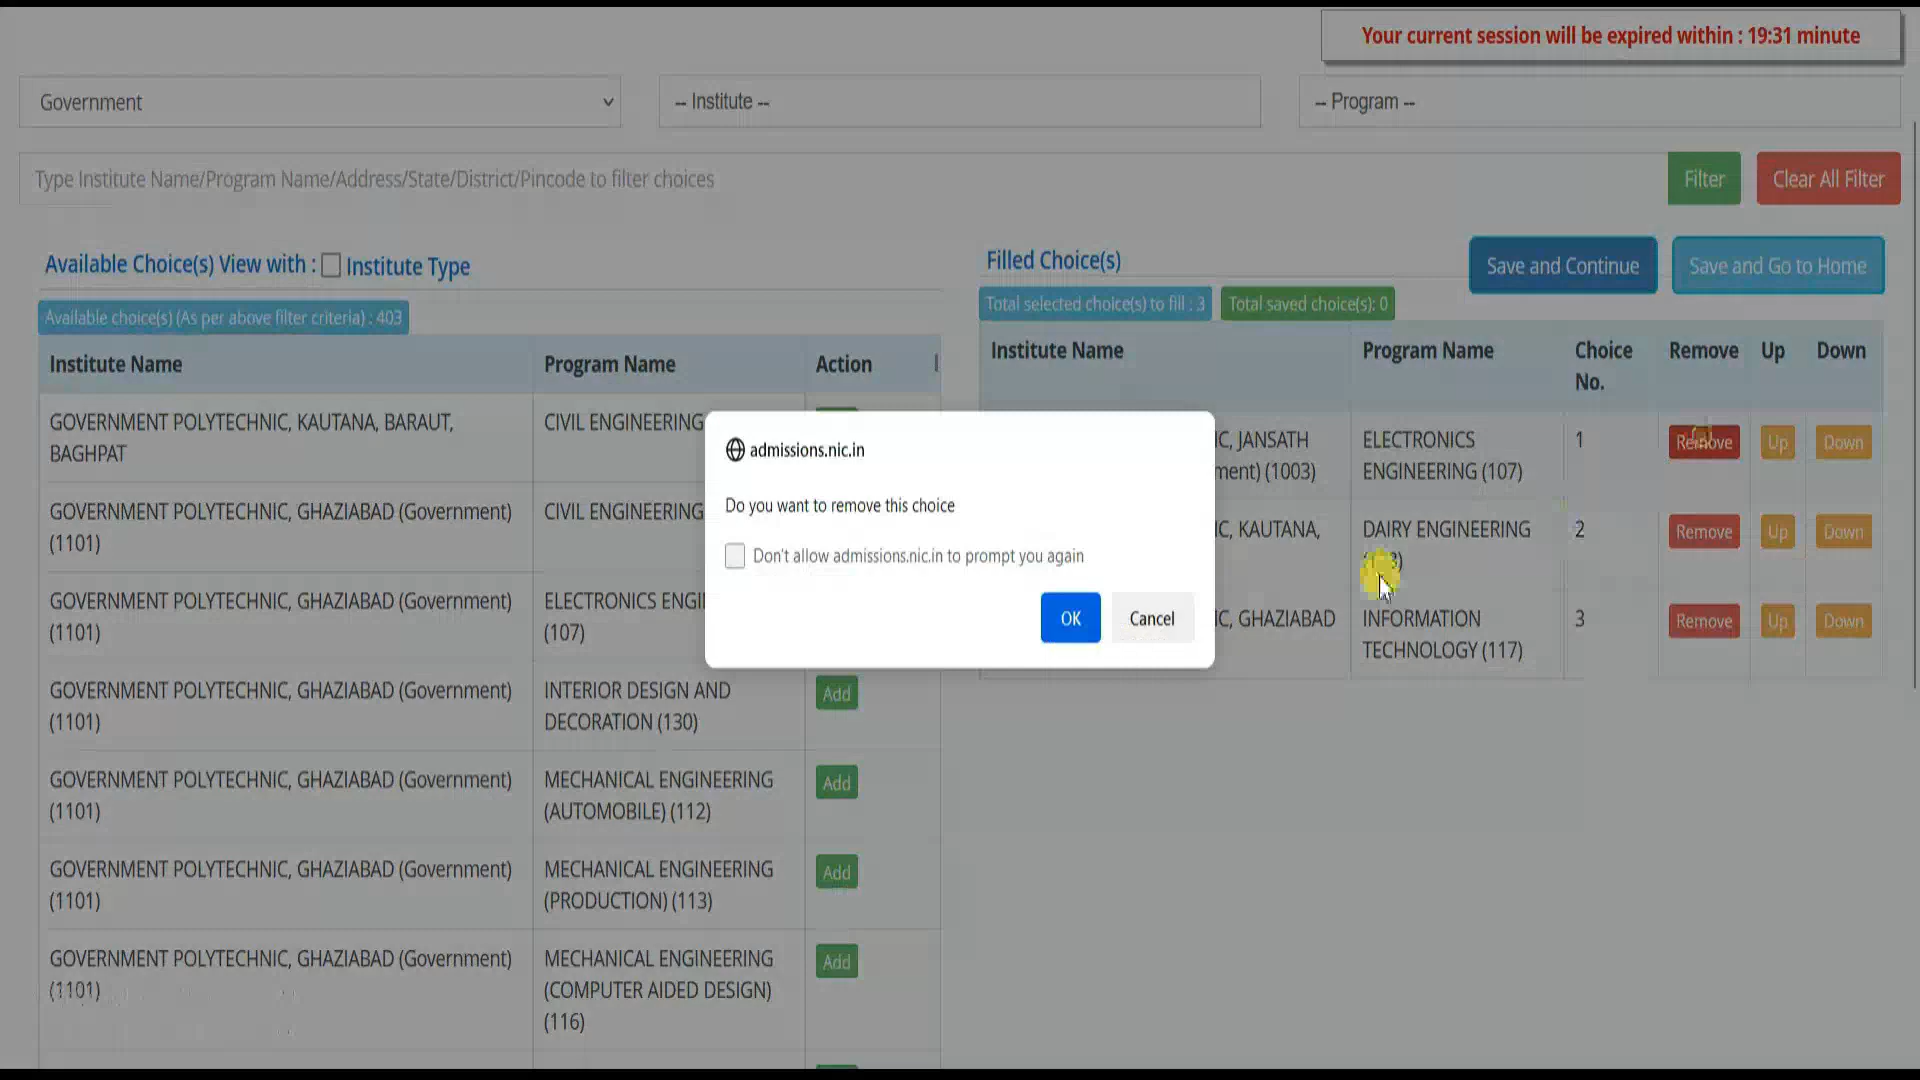 Your current session will be expired within : 19:31 minute
Government
-- Institute --
-- Program --
Type Institute Name/Program Name/Address/State/District/Pincode to filter choices
Filter
Clear All Filter
Available Choice(s) View with :
Institute Type
Available choice(s) (As per above filter criteria) : 403
Institute Name
Program Name
Action
GOVERNMENT POLYTECHNIC, KAUTANA, BARAUT,
BAGHPAT
CIVIL ENGINEERING
GOVERNMENT POLYTECHNIC, GHAZIABAD (Government)
(1101)
CIVIL ENGINEERING
GOVERNMENT POLYTECHNIC, GHAZIABAD (Government)
(1101)
ELECTRONICS
(107)
GOVERNMENT POLYTECHNIC, GHAZIABAD (Government)
(1101)
INTERIOR DESIGN AND
DECORATION (130)
Add
GOVERNMENT POLYTECHNIC, GHAZIABAD (Government)
(1101)
MECHANICAL ENGINEERING
(AUTOMOBILE) (112)
Add
GOVERNMENT POLYTECHNIC, GHAZIABAD (Government)
(1101)
MECHANICAL ENGINEERING
(PRODUCTION) (113)
Add
GOVERNMENT POLYTECHNIC, GHAZIABAD (Government)
(1101)
MECHANICAL ENGINEERING
(COMPUTER AIDED DESIGN)
(116)
Add
Filled Choice(s)
Save and Continue
Save and Go to Home
Total selected choice(s) to fill : 3
Total saved choice(s): 0
Institute Name
Program Name
Choice
No.
Remove
Up
Down
JANSATH
(1003)
ELECTRONICS
ENGINEERING (107)
1
Remove
Up
Down
KAUTANA,
DAIRY ENGINEERING
2
Remove
Up
Down
GHAZIABAD
INFORMATION
TECHNOLOGY (117)
3
Remove
Up
Down
admissions.nic.in
Do you want to remove this choice
Don't allow admissions.nic.in to prompt you again
OK
Cancel